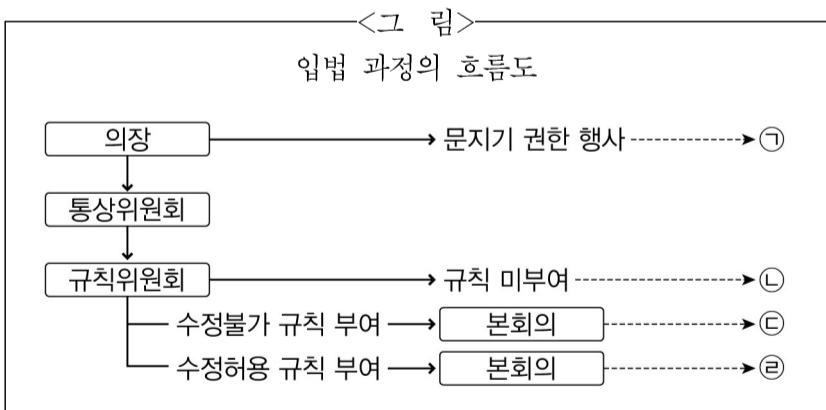 <그 림>
입법 과정의 흐름도
의장 문지기 권한 행사 ㉠
통상위원회
규칙위원회 규칙 미부여 ㉡
수정불가 규칙 부여 본회의 ㉢
수정허용 규칙 부여 본회의 ㉣